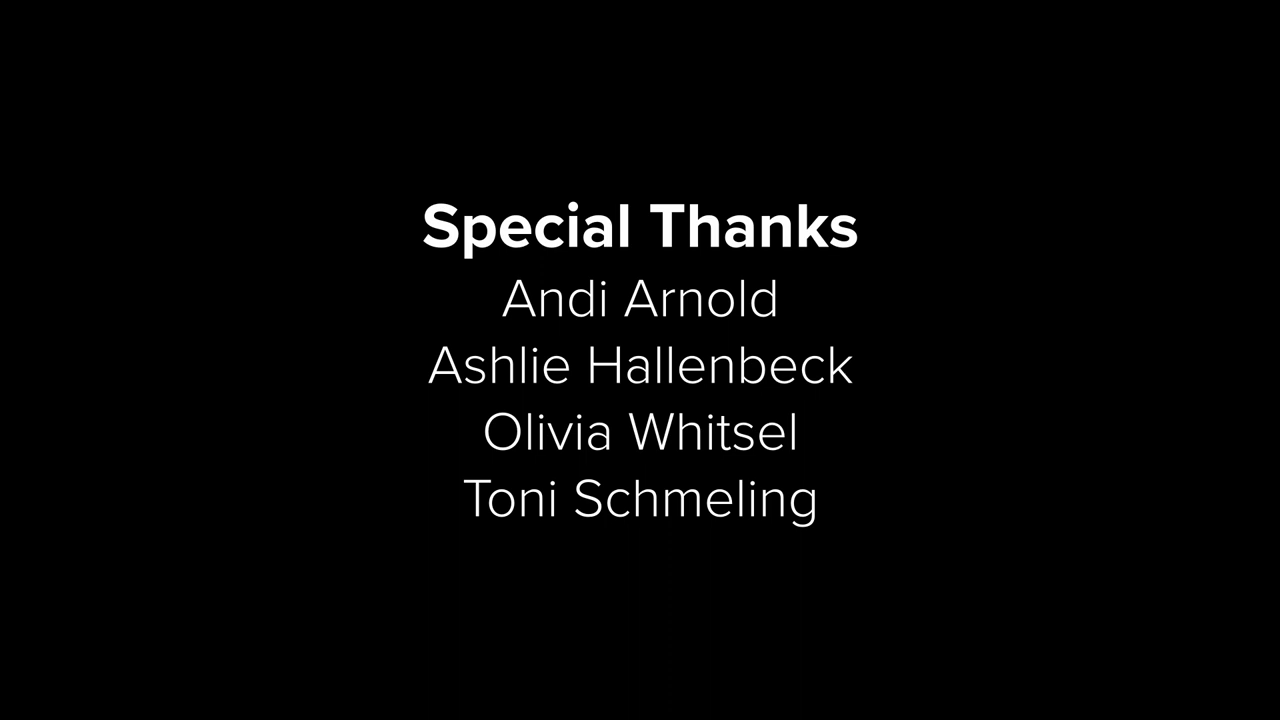 Special Thanks
Andi Arnold
Ashlie Hallenbeck
Olivia Whitsel
Toni Schmeling